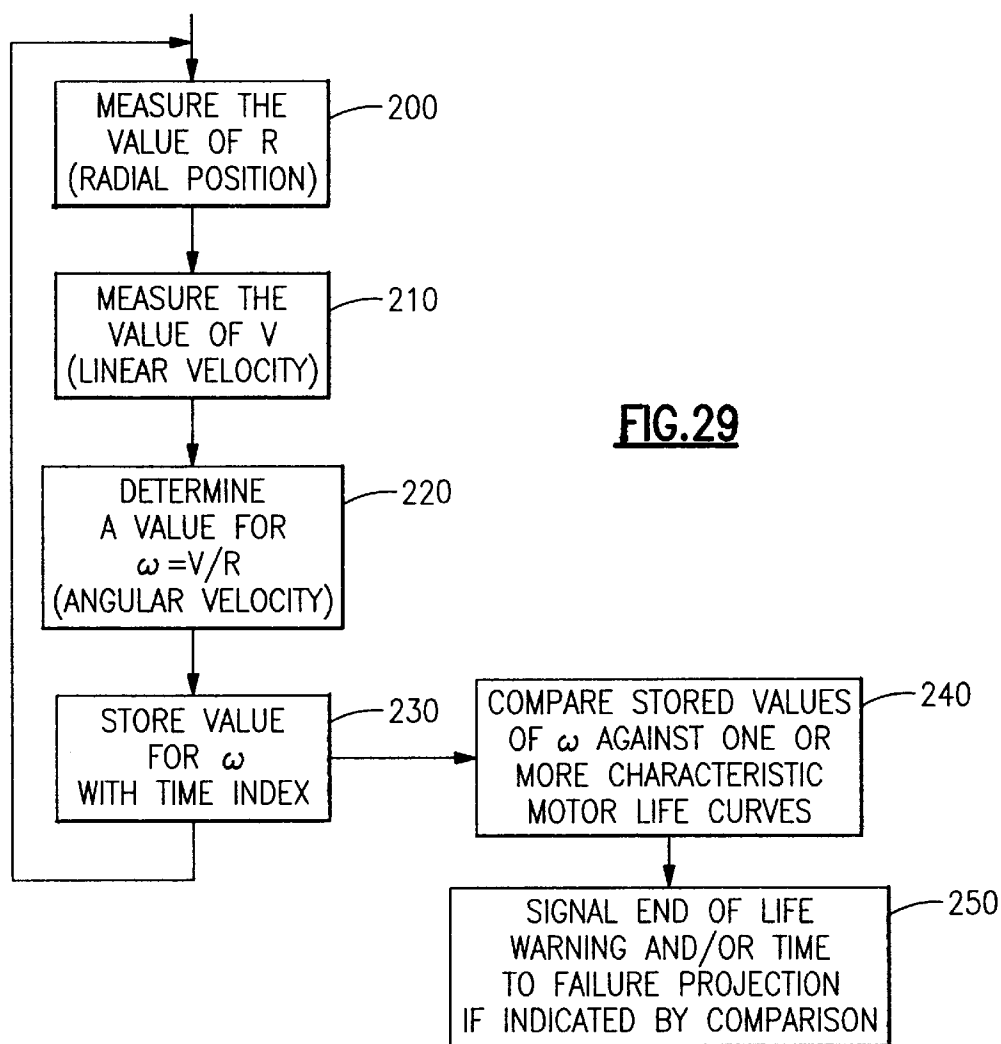 MEASURE THE
VALUE OF R
(RADIAL POSITION)
200
MEASURE THE
VALUE OF V
(LINEAR VELOCITY)
210
FIG.29
DETERMINE
A VALUE FOR
ω=V/R
(ANGULAR VELOCITY)
220
STORE VALUE
FOR ω
WITH TIME INDEX
230
COMPARE STORED VALUES
OF ω AGAINST ONE OR
MORE CHARACTERISTIC
MOTOR LIFE CURVES
240
SIGNAL END OF LIFE
WARNING AND/OR TIME
TO FAILURE PROJECTION
IF INDICATED BY COMPARISON
250